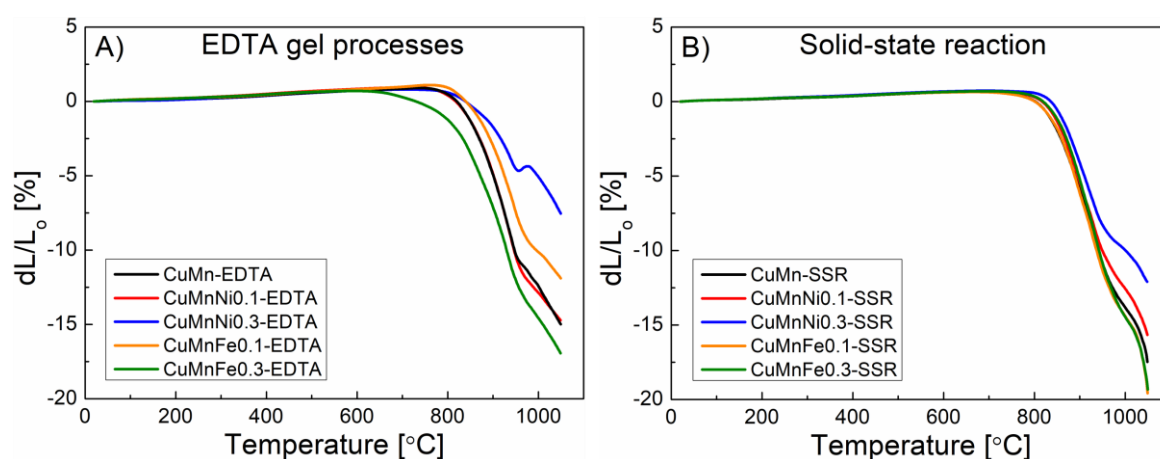 A) EDTA gel processes
5
0
-5
-10
-15
-20
dL/Lo [%]
CuMn-EDTA
CuMnNi0.1-EDTA
CuMnNi0.3-EDTA
CuMnFe0.1-EDTA
CuMnFe0.3-EDTA
0 200 400 600 800 1000
Temperature [°C]
B) Solid-state reaction
5
0
-5
-10
-15
-20
dL/Lo [%]
CuMn-SSR
CuMnNi0.1-SSR
CuMnNi0.3-SSR
CuMnFe0.1-SSR
CuMnFe0.3-SSR
0 200 400 600 800 1000
Temperature [°C]